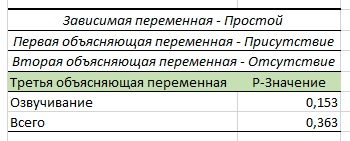 Зависимая переменная - Простой
Первая объясняющая переменная - Присутствие
Вторая объясняющая переменная - Отсутствие
Третья объясняющая переменная P-Значение
Озвучивание 0,153
Всего 0,363